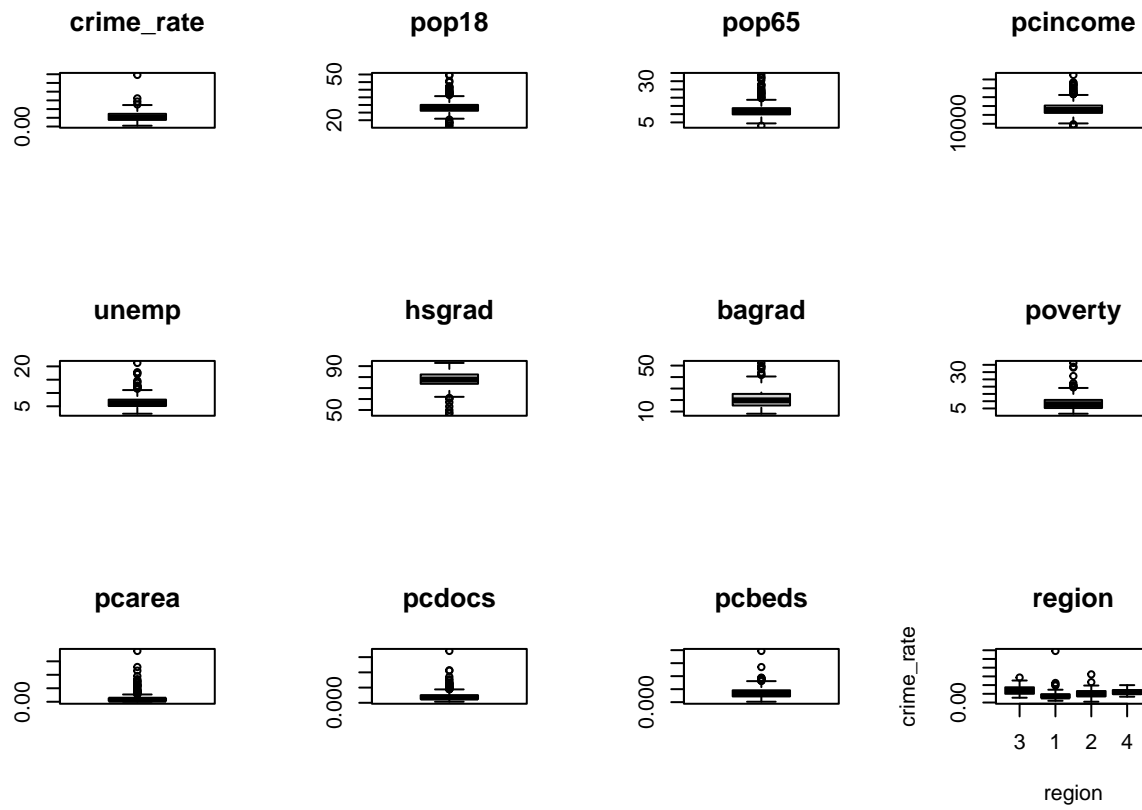 crime_rate
0.00
pop18
20 50
pop65
5 30
pcincome
10000
unemp
5 20
hsgrad
50 90
bagrad
10 50
poverty
5 30
pcarea
0.00
pcdocs
0.000
pcbeds
0.000
region
crime_rate
0.00
3 1 2 4
region